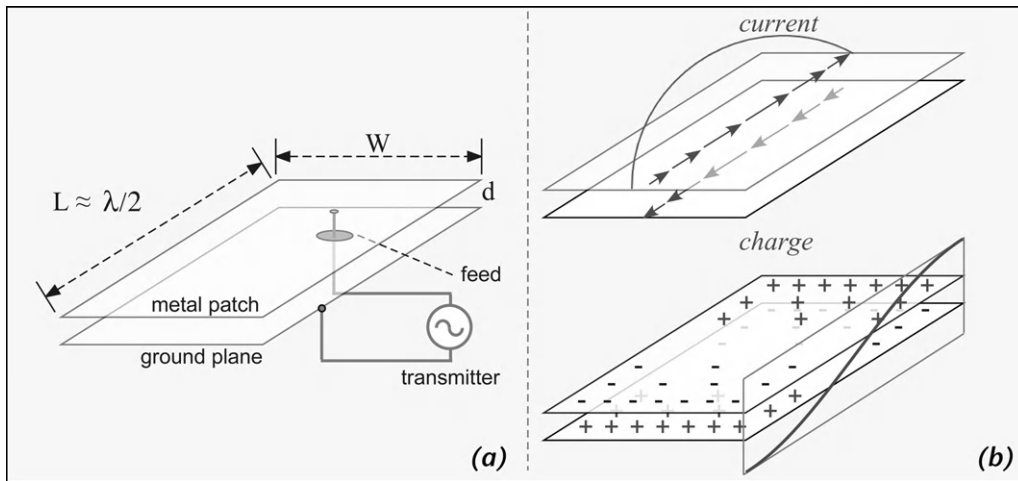 W
d
L ≈ λ/2
feed
metal patch
ground plane
transmitter
(a)
current
charge
+ + + + + + +
+ + + +
+ + +
- - -
- - - - - - -
+ + + + + + + +
(b)